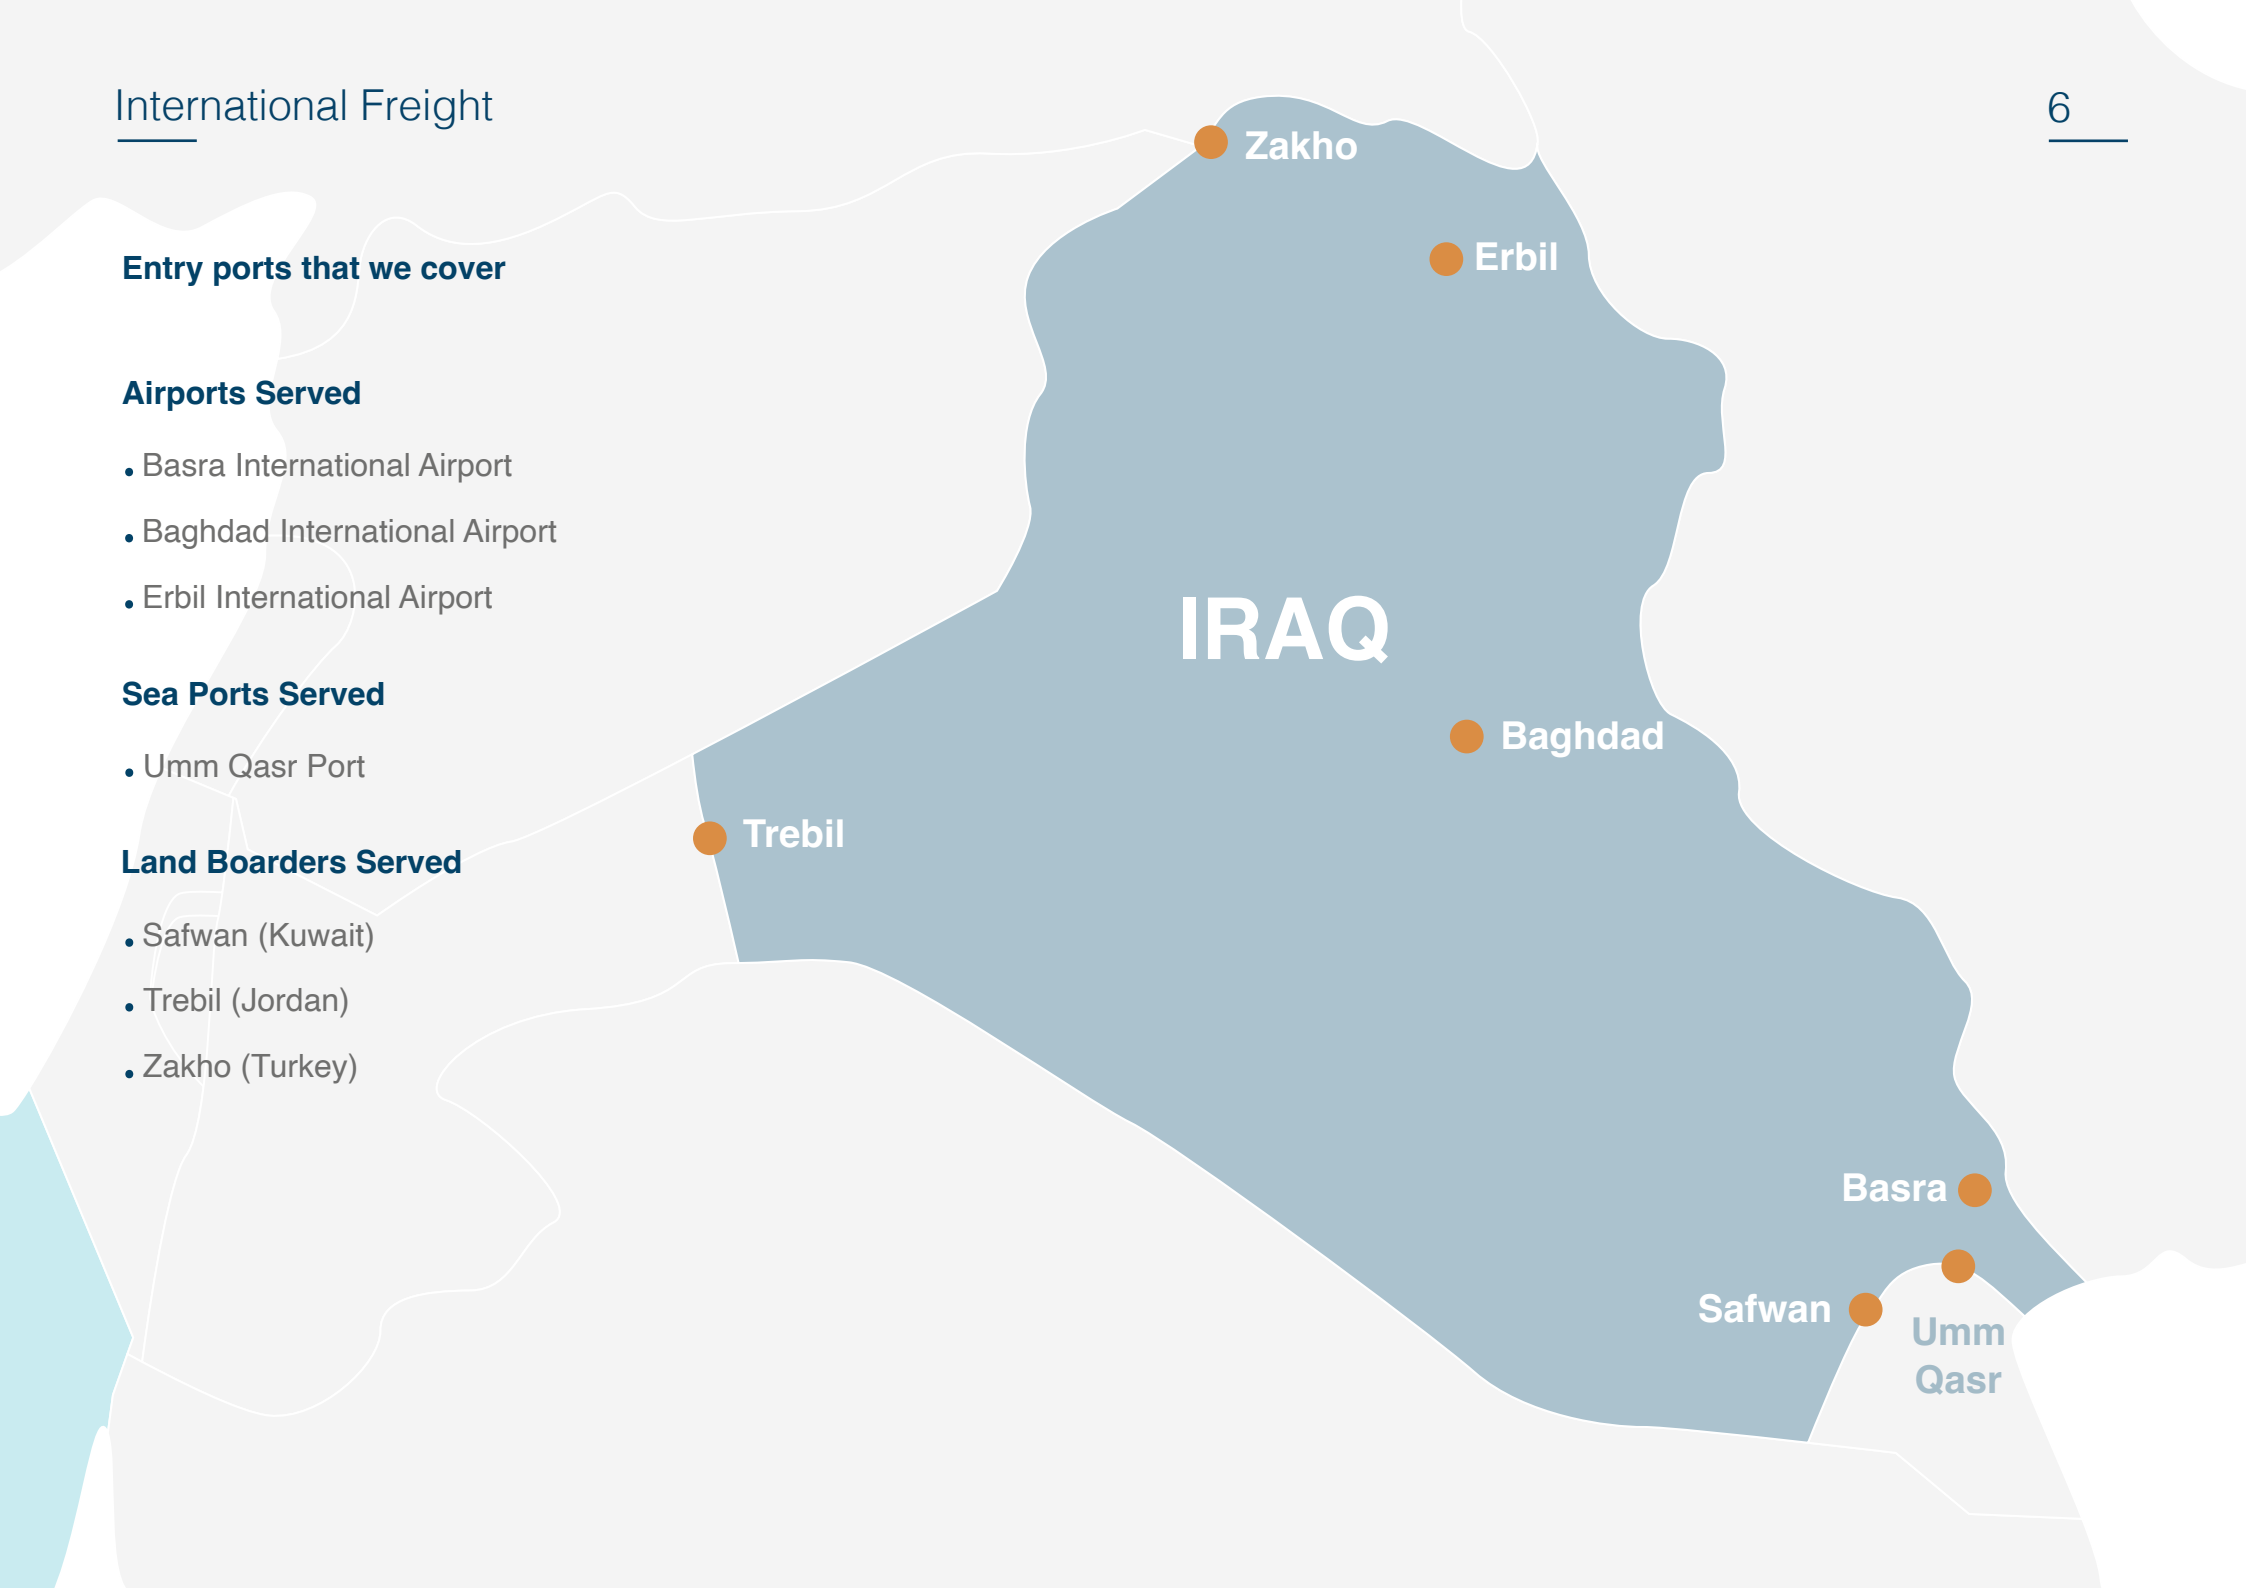 International Freight
6
Entry ports that we cover
Airports Served
• Basra International Airport
• Baghdad International Airport
• Erbil International Airport
Sea Ports Served
• Umm Qasr Port
Land Boarders Served
• Safwan (Kuwait)
• Trebil (Jordan)
• Zakho (Turkey)
Zakho
Erbil
IRAQ
Baghdad
Trebil
Basra
Safwan
Umm
Qasr